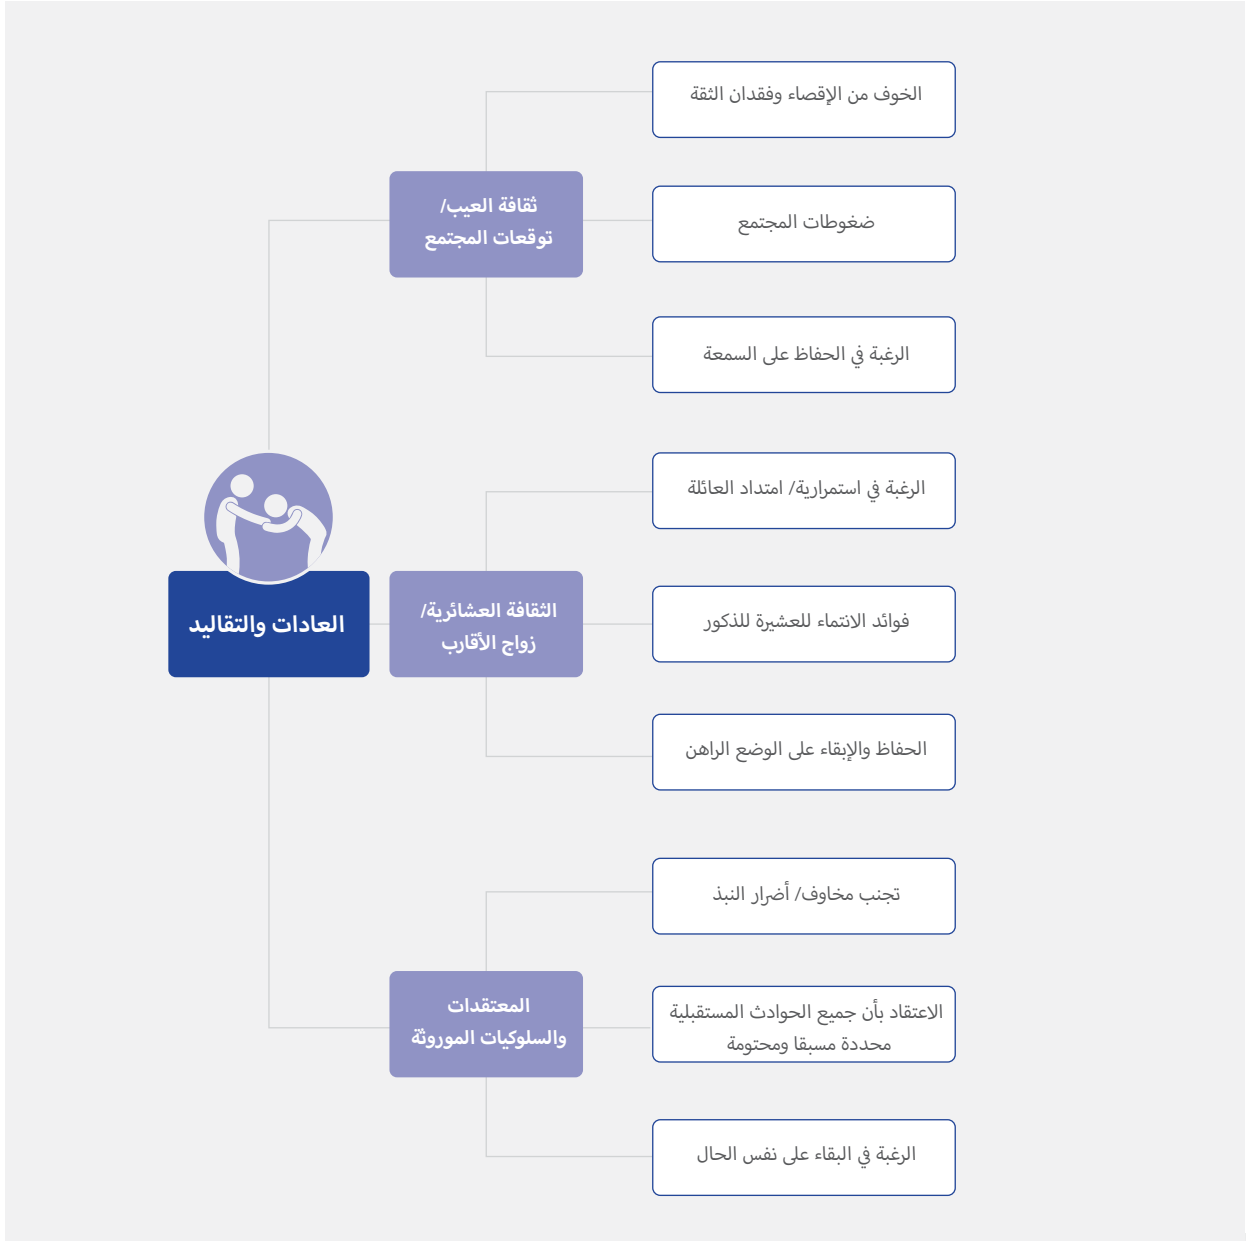 العادات والتقاليد
ثقافة العيب/
توقعات المجتمع
الخوف من الإقصاء وفقدان الثقة
ضغوطات المجتمع
الرغبة في الحفاظ على السمعة
الثقافة العشائرية/
زواج الأقارب
الرغبة في استمرارية/ امتداد العائلة
فوائد الانتماء للعشيرة للذكور
الحفاظ والإبقاء على الوضع الراهن
المعتقدات
والسلوكيات الموروثة
تجنب مخاوف/ أضرار النبذ
الاعتقاد بأن جميع الحوادث المستقبلية
محددة مسبقا ومحتومة
الرغبة في البقاء على نفس الحال